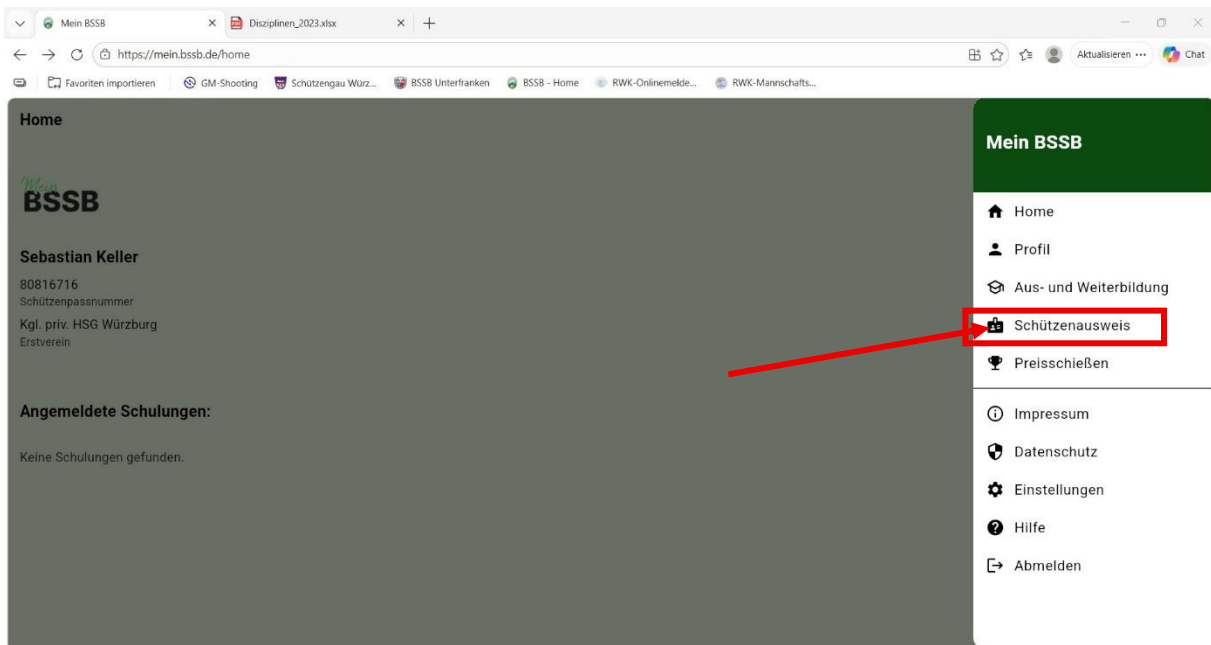 Mein BSSB
Disziplinen_2023.xlsx
https://mein.bssb.de/home
Aktualisieren ...
Chat
Favoriten importieren
GM-Shooting
Schützengau Würz...
BSSB Unterfranken
BSSB - Home
RWK-Onlinemelde...
RWK-Mannschafts...
Home
Mein
BSSB
Sebastian Keller
80816716
Schützenpassnummer
Kgl. priv. HSG Würzburg
Erstverein
Angemeldete Schulungen:
Keine Schulungen gefunden.
Mein BSSB
Home
Profil
Aus- und Weiterbildung
Schützenausweis
Preisschießen
Impressum
Datenschutz
Einstellungen
Hilfe
Abmelden